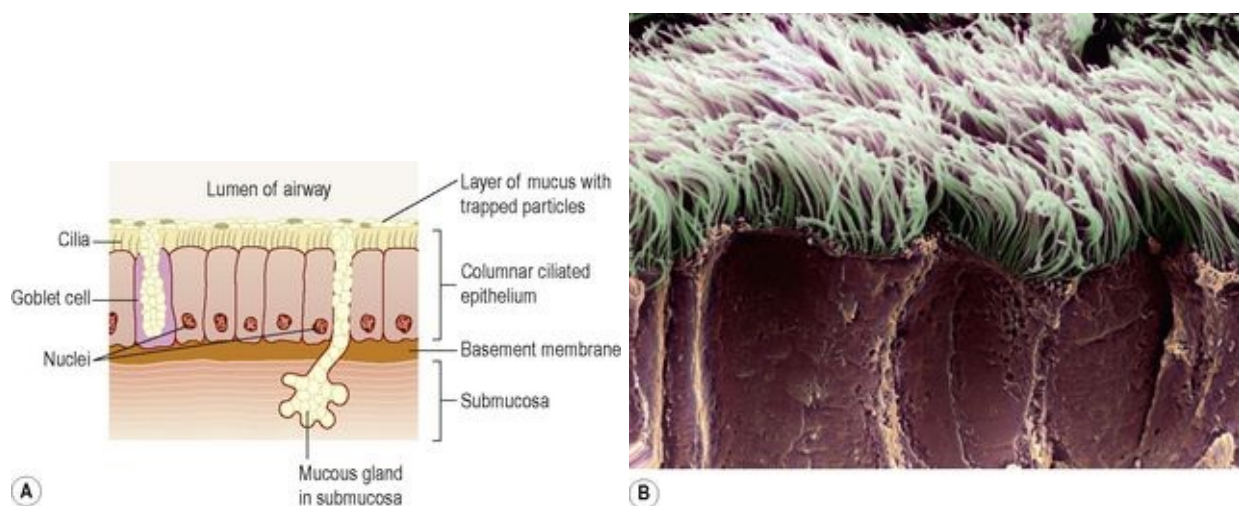 Lumen of airway
Layer of mucus with
trapped particles
Cilia
Columnar ciliated
epithelium
Goblet cell
Nuclei
Basement membrane
Submucosa
Mucous gland
in submucosa
A
B